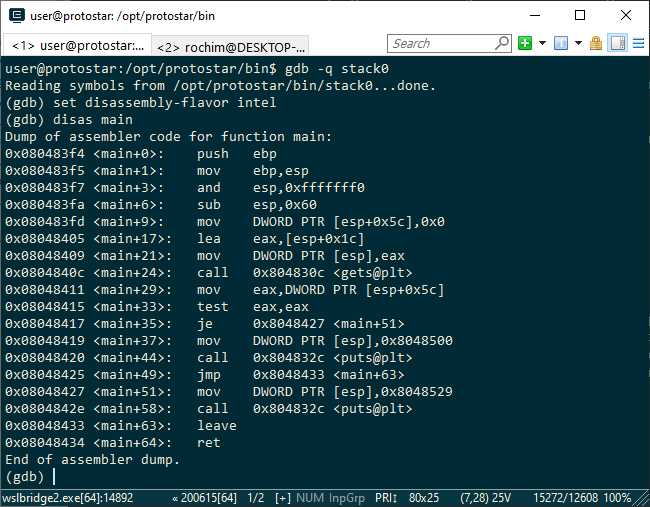 user@protostar: /opt/protostar/bin
<1> user@protostar:... <2> rochim@DESKTOP-... Search
user@protostar:/opt/protostar/bin$ gdb -q stack0
Reading symbols from /opt/protostar/bin/stack0...done.
(gdb) set disassembly-flavor intel
(gdb) disas main
Dump of assembler code for function main:
0x080483f4 <main+0>:    push   ebp
0x080483f5 <main+1>:    mov    ebp,esp
0x080483f7 <main+3>:    and    esp,0xfffffff0
0x080483fa <main+6>:    sub    esp,0x60
0x080483fd <main+9>:    mov    DWORD PTR [esp+0x5c],0x0
0x08048405 <main+17>:   lea    eax,[esp+0x1c]
0x08048409 <main+21>:   mov    DWORD PTR [esp],eax
0x0804840c <main+24>:   call   0x804830c <gets@plt>
0x08048411 <main+29>:   mov    eax,DWORD PTR [esp+0x5c]
0x08048415 <main+33>:   test   eax,eax
0x08048417 <main+35>:   je     0x8048427 <main+51>
0x08048419 <main+37>:   mov    DWORD PTR [esp],0x8048500
0x08048420 <main+44>:   call   0x804832c <puts@plt>
0x08048425 <main+49>:   jmp    0x8048433 <main+63>
0x08048427 <main+51>:   mov    DWORD PTR [esp],0x8048529
0x0804842e <main+58>:   call   0x804832c <puts@plt>
0x08048433 <main+63>:   leave
0x08048434 <main+64>:   ret
End of assembler dump.
(gdb)
wslbridge2.exe[64]:14892 « 200615[64] 1/2 [+] NUM InpGrp PRI↕ 80x25 (7,28) 25V 15272/12608 100%